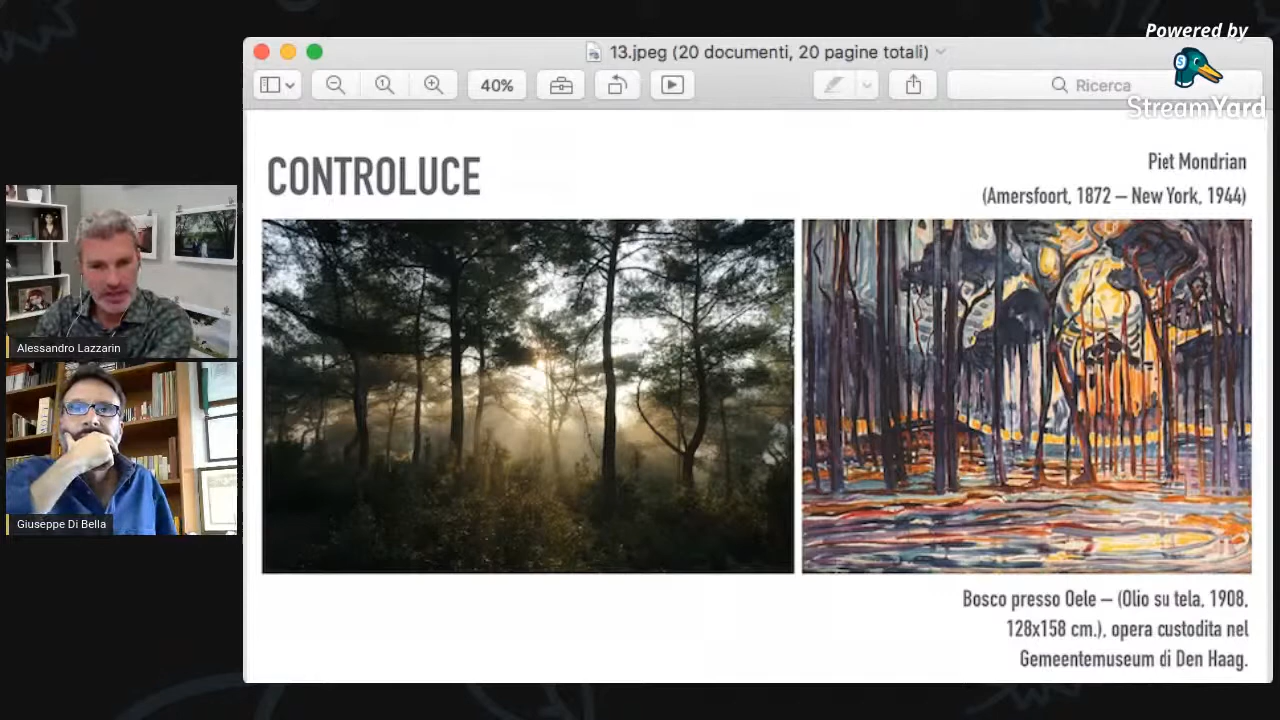 Powered by
StreamYard
13.jpeg (20 documenti, 20 pagine totali)
40%
Ricerca
CONTROLUCE
Piet Mondrian
(Amersfoort, 1872 – New York, 1944)
Alessandro Lazzarin
Giuseppe Di Bella
Bosco presso Oele – (Olio su tela, 1908,
128x158 cm.), opera custodita nel
Gemeentemuseum di Den Haag.